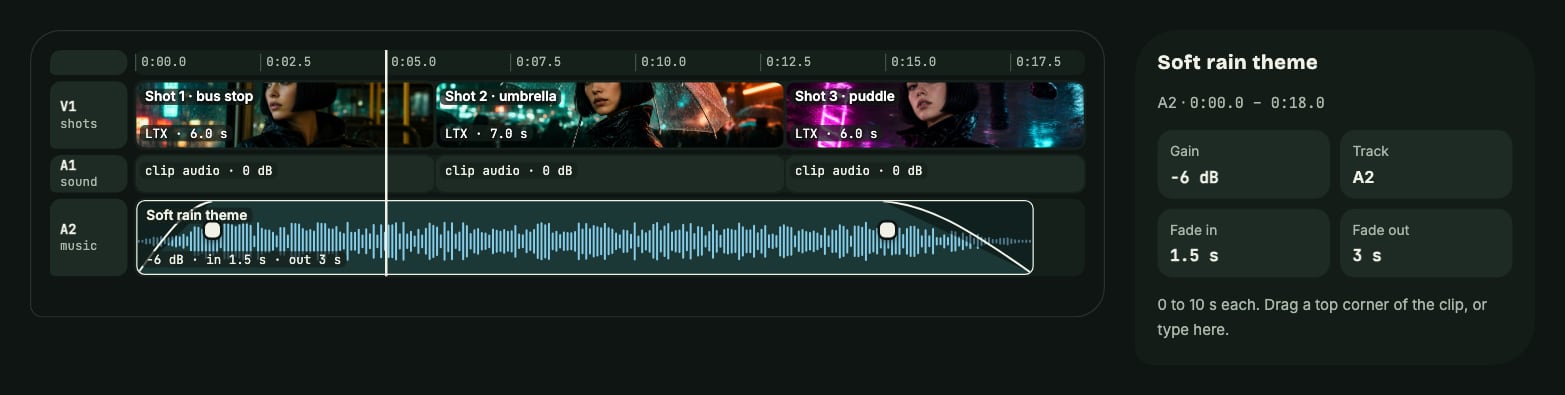 0:00.0 0:02.5 0:05.0 0:07.5 0:10.0 0:12.5 0:15.0 0:17.5
V1
shots
Shot 1 · bus stop
LTX · 6.0 s
Shot 2 · umbrella
LTX · 7.0 s
Shot 3 · puddle
LTX · 6.0 s
A1
sound
clip audio · 0 dB
clip audio · 0 dB
clip audio · 0 dB
A2
music
Soft rain theme
-6 dB · in 1.5 s · out 3 s
Soft rain theme
A2 · 0:00.0 – 0:18.0
Gain
-6 dB
Track
A2
Fade in
1.5 s
Fade out
3 s
0 to 10 s each. Drag a top corner of the clip, or
type here.